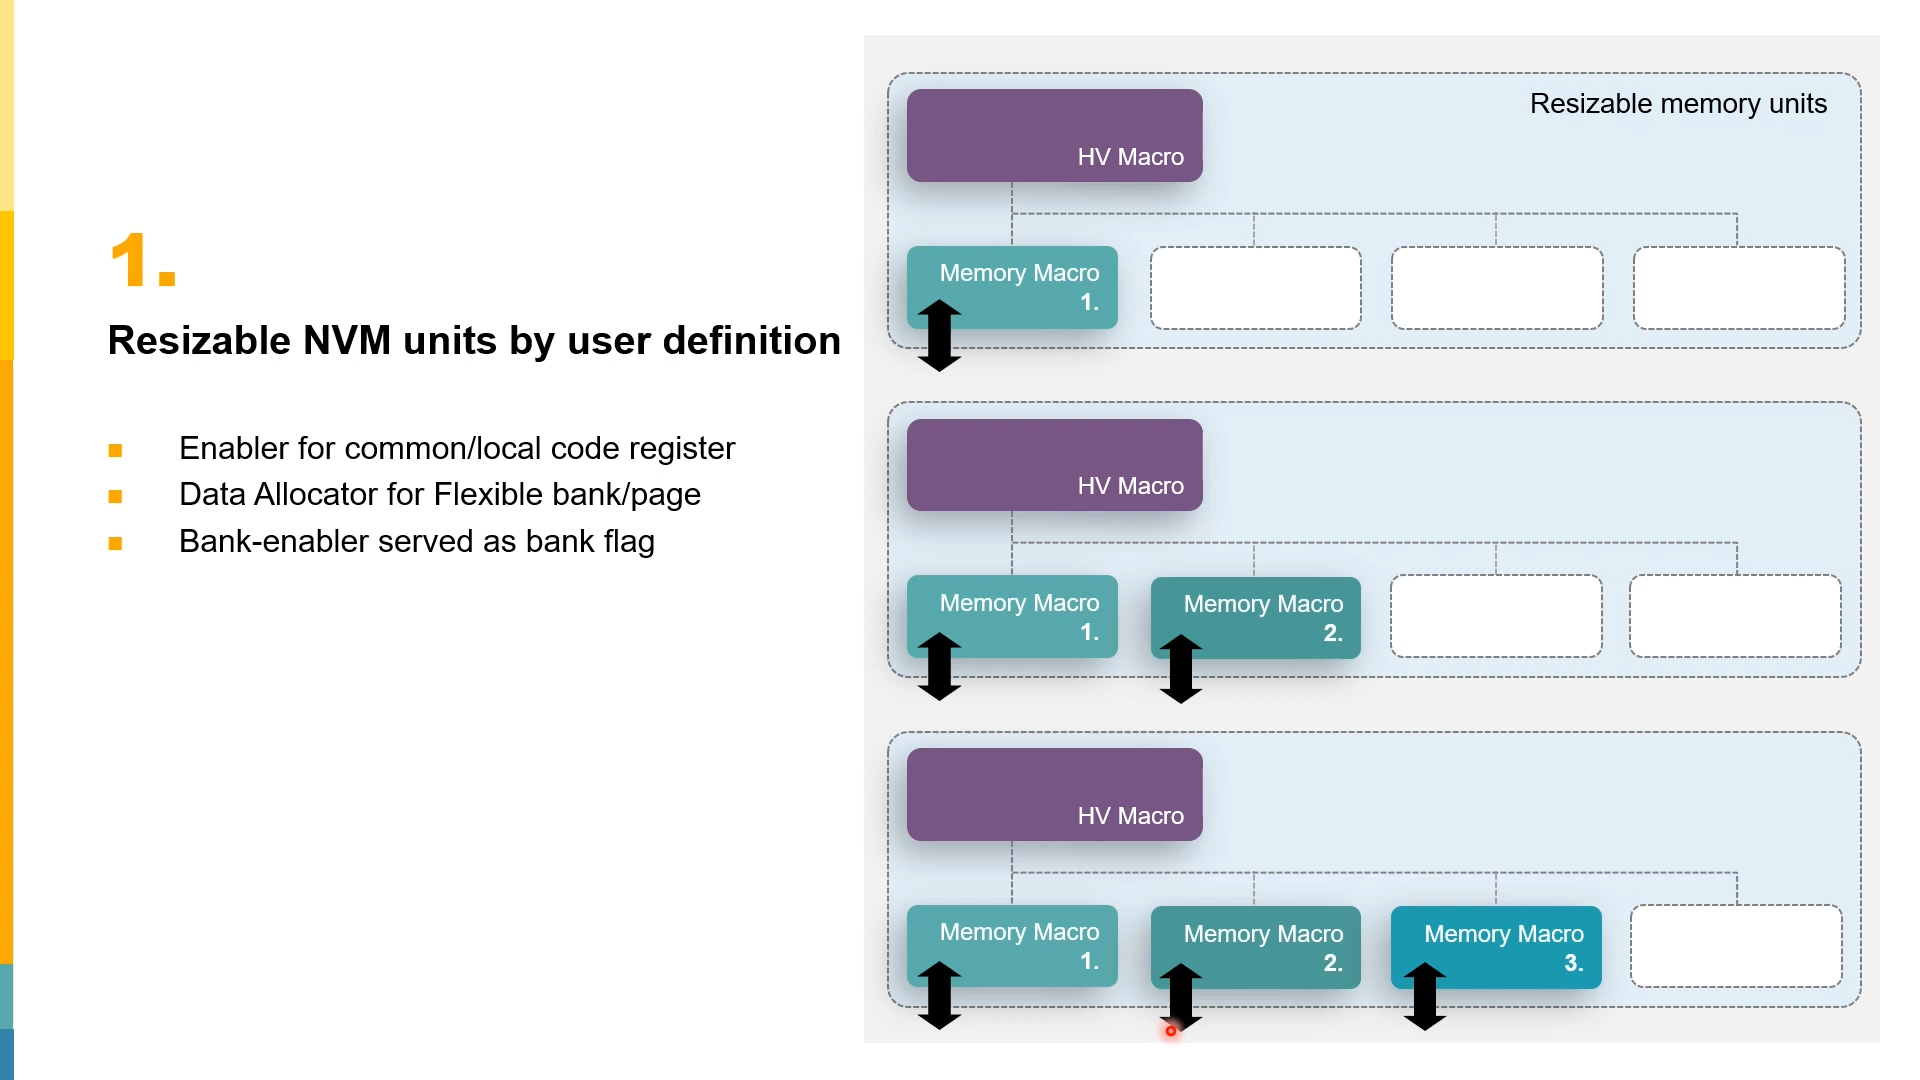 1.
Resizable NVM units by user definition
Enabler for common/local code register
Data Allocator for Flexible bank/page
Bank-enabler served as bank flag
Resizable memory units
HV Macro
Memory Macro
1.
HV Macro
Memory Macro
1.
Memory Macro
2.
HV Macro
Memory Macro
1.
Memory Macro
2.
Memory Macro
3.